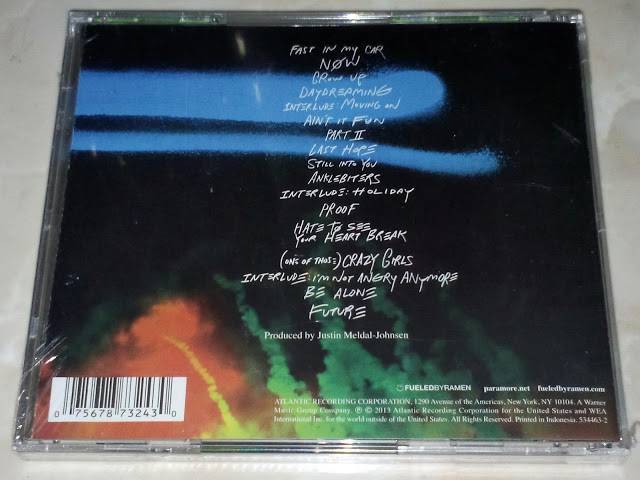 FAST IN MY CAR
NØW
GROW UP
DAYDREAMING
INTERLUDE: MOVING ON
AIN'T IT FUN
PART II
LAST HOPE
STILL INTO YOU
ANKLEBITERS
INTERLUDE: HOLIDAY
PROOF
HATE TO SEE
YOUR HEART BREAK
(ONE OF THOSE) CRAZY GIRLS
INTERLUDE: I'M NOT ANGRY ANYMORE
BE ALONE
FUTURE
Produced by Justin Meldal-Johnsen
FUELEDBYRAMEN paramore.net · fueledbyramen.com
ATLANTIC RECORDING CORPORATION, 1290 Avenue of the Americas, New York, NY 10104. A Warner
Music Group Company. ℗ © 2013 Atlantic Recording Corporation for the United States and WEA
International Inc. for the world outside of the United States. All Rights Reserved. Printed in Indonesia. 534463-2
0 75678 73243 0